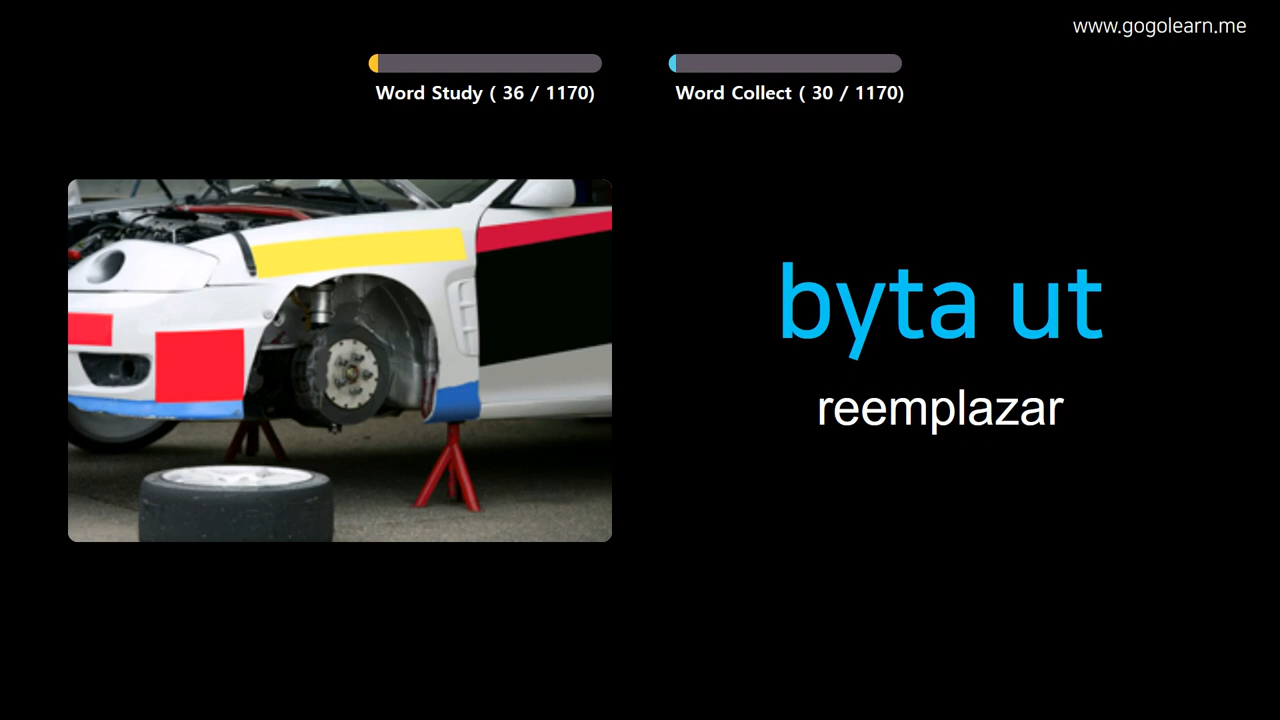 www.gogolearn.me
Word Study ( 36 / 1170)
Word Collect ( 30 / 1170)
byta ut
reemplazar